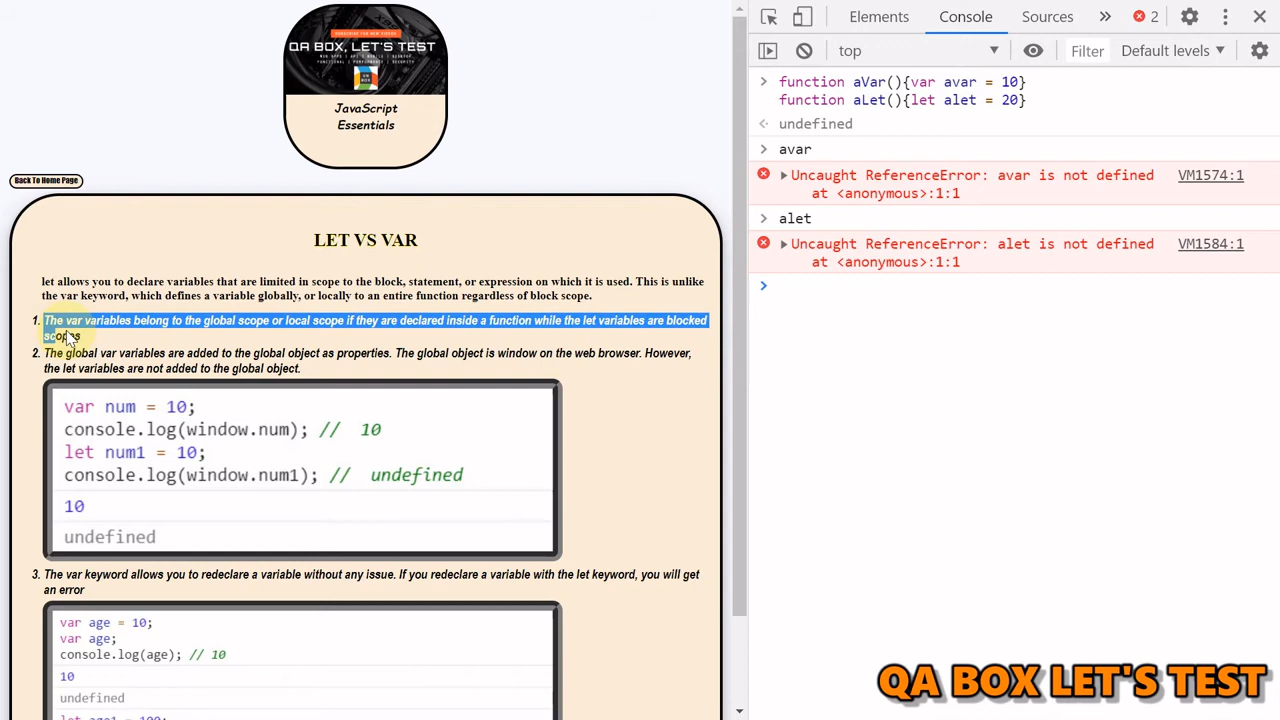 SUBSCRIBE FOR NEW VIDEOS
QA BOX, LET'S TEST
FUNCTIONAL | PERFORMANCE | SECURITY
JavaScript
Essentials
Back To Home Page
LET VS VAR
let allows you to declare variables that are limited in scope to the block, statement, or expression on which it is used. This is unlike
the var keyword, which defines a variable globally, or locally to an entire function regardless of block scope.
1. The var variables belong to the global scope or local scope if they are declared inside a function while the let variables are blocked
scopes
2. The global var variables are added to the global object as properties. The global object is window on the web browser. However,
the let variables are not added to the global object.
var num = 10;
console.log(window.num); // 10
let num1 = 10;
console.log(window.num1); // undefined
10
undefined
3. The var keyword allows you to redeclare a variable without any issue. If you redeclare a variable with the let keyword, you will get
an error
var age = 10;
var age;
console.log(age); // 10
10
undefined
let age1 = 100;
Elements
Console
Sources
2
top
Filter
Default levels
function aVar(){var avar = 10}
function aLet(){let alet = 20}
undefined
avar
Uncaught ReferenceError: avar is not defined VM1574:1
at <anonymous>:1:1
alet
Uncaught ReferenceError: alet is not defined VM1584:1
at <anonymous>:1:1
QA BOX LET'S TEST